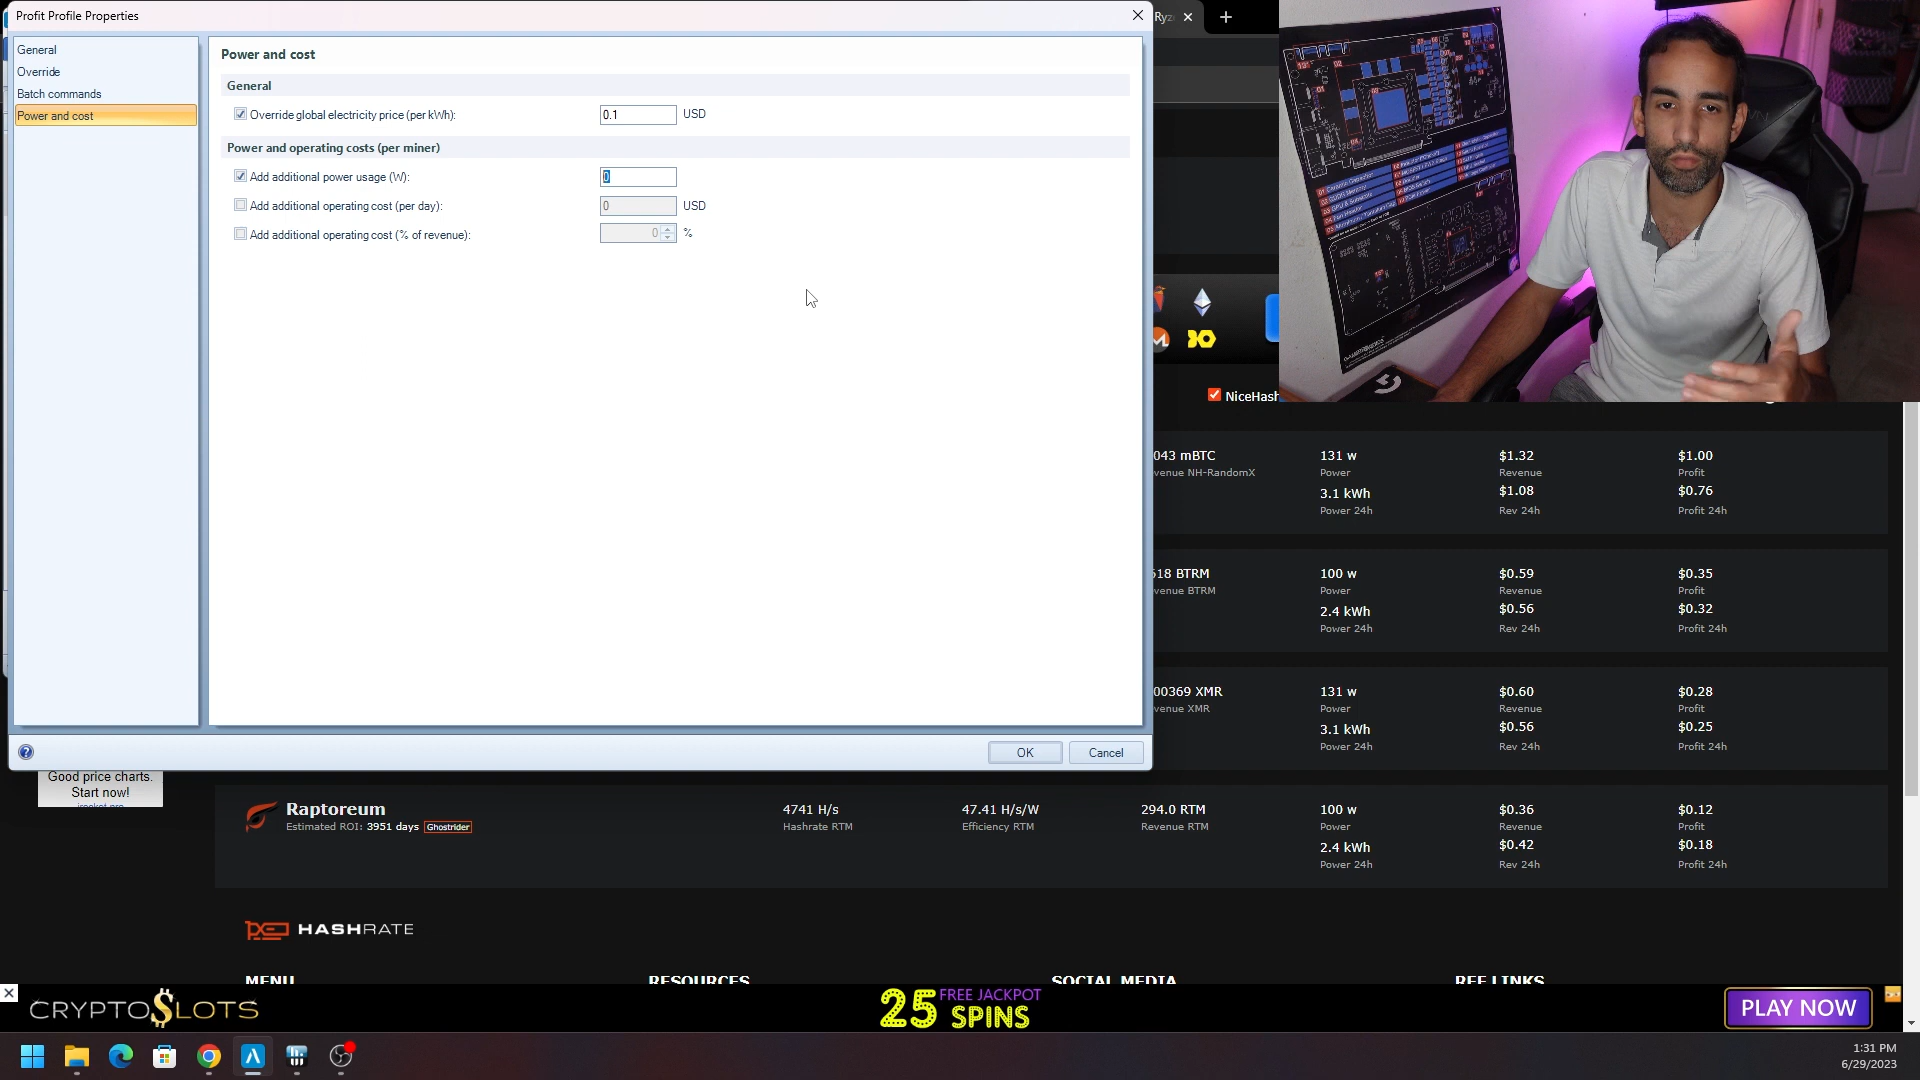 Profit Profile Properties
General
Override
Batch commands
Power and cost
Power and cost
General
Override global electricity price (per kWh):
0.1
USD
Power and operating costs (per miner)
Add additional power usage (W):
0
Add additional operating cost (per day):
0
USD
Add additional operating cost (% of revenue):
0
%
OK
Cancel
Ryz
NiceHash
043 mBTC
131 w
$1.32
$1.00
venue NH-RandomX
Power
Revenue
Profit
3.1 kWh
$1.08
$0.76
Power 24h
Rev 24h
Profit 24h
618 BTRM
100 w
$0.59
$0.35
venue BTRM
Power
Revenue
Profit
2.4 kWh
$0.56
$0.32
Power 24h
Rev 24h
Profit 24h
00369 XMR
131 w
$0.60
$0.28
venue XMR
Power
Revenue
Profit
3.1 kWh
$0.56
$0.25
Power 24h
Rev 24h
Profit 24h
Good price charts.
Start now!
Raptoreum
Estimated ROI: 3951 days Ghostrider
4741 H/s
Hashrate RTM
47.41 H/s/W
Efficiency RTM
294.0 RTM
Revenue RTM
100 w
$0.36
$0.12
Power
Revenue
Profit
2.4 kWh
$0.42
$0.18
Power 24h
Rev 24h
Profit 24h
HASHRATE
MENU
RESOURCES
SOCIAL MEDIA
REF LINKS
CRYPTO$LOTS
25 FREE JACKPOT
SPINS
PLAY NOW
1:31 PM
6/29/2023